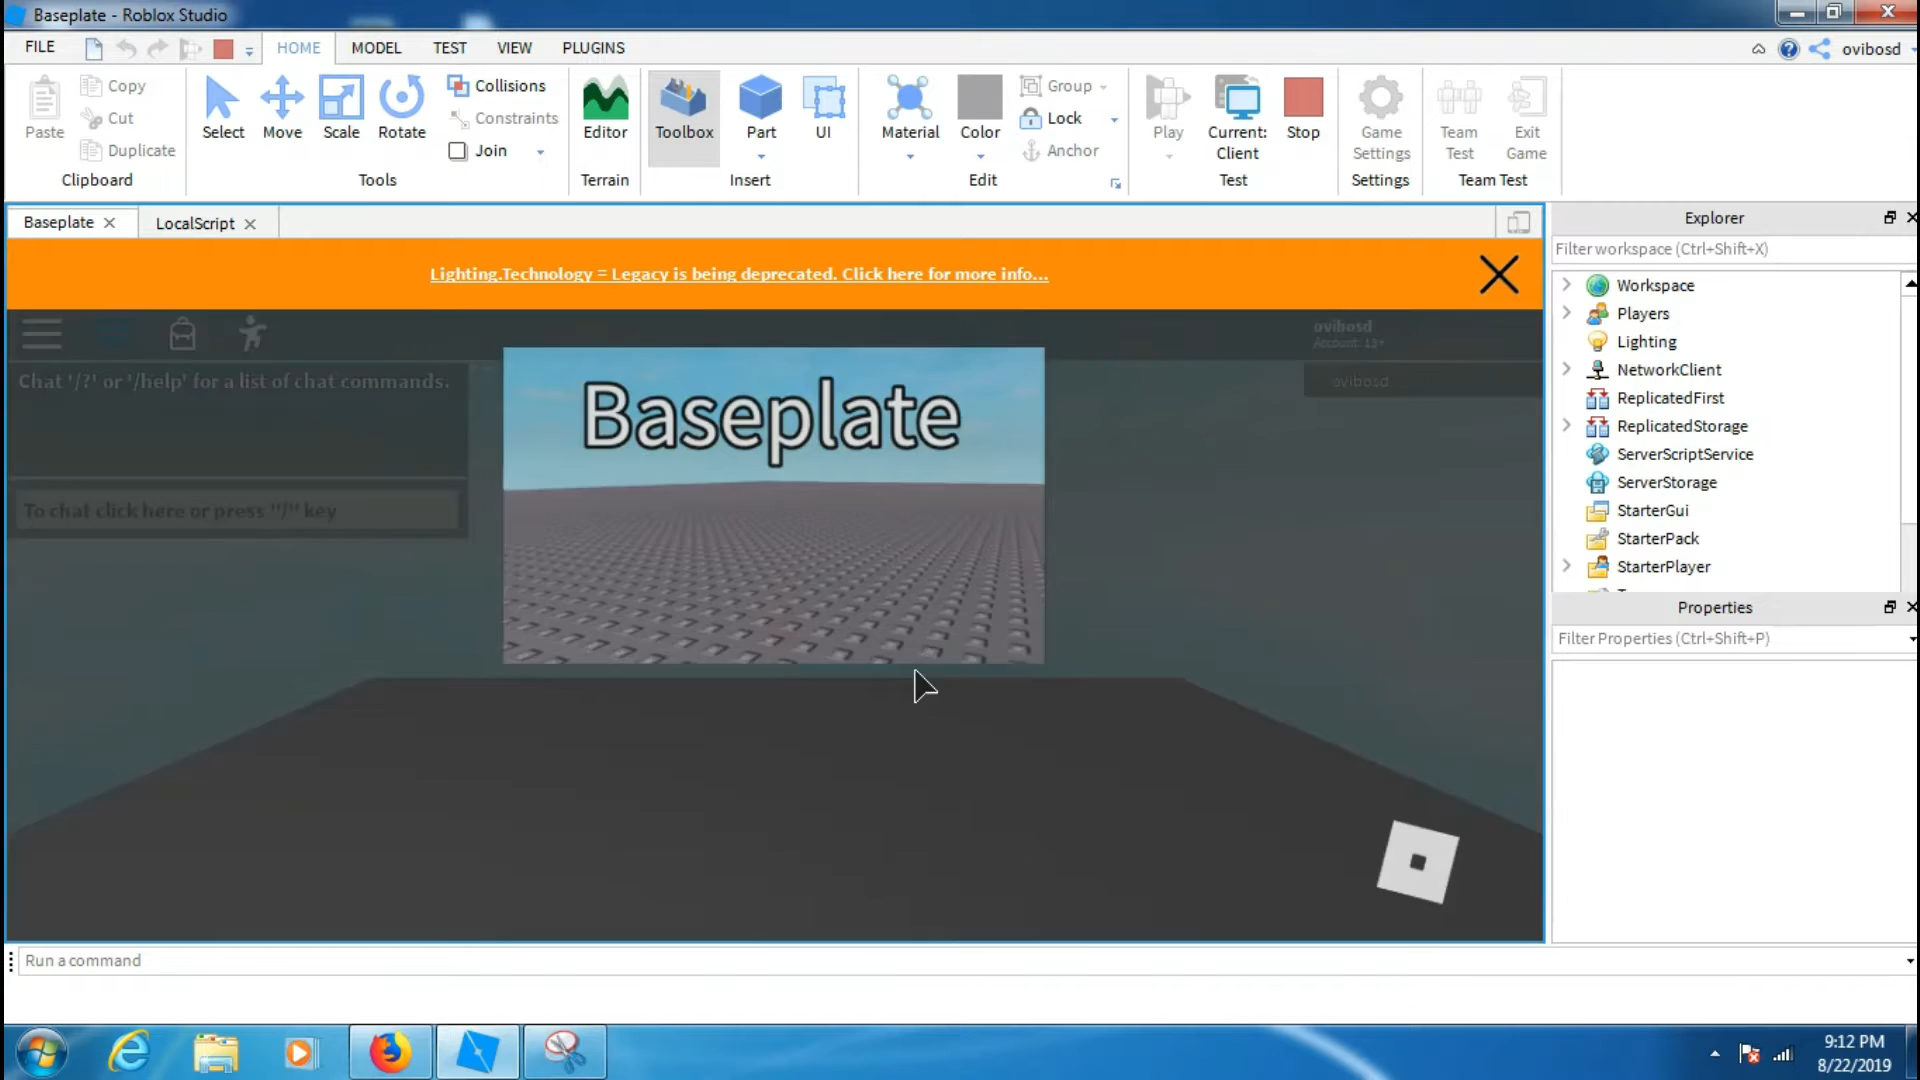 Baseplate - Roblox Studio
FILE
HOME
MODEL
TEST
VIEW
PLUGINS
ovibosd
Paste
Copy
Cut
Duplicate
Clipboard
Select
Move
Scale
Rotate
Collisions
Constraints
Join
Tools
Editor
Terrain
Toolbox
Part
UI
Insert
Material
Color
Group
Lock
Anchor
Edit
Play
Current:
Client
Stop
Test
Game
Settings
Settings
Team
Test
Exit
Game
Team Test
Baseplate
LocalScript
Lighting.Technology = Legacy is being deprecated. Click here for more info...
ovibosd
Account: 13+
ovibosd
Chat '/?' or '/help' for a list of chat commands.
To chat click here or press "/" key
Baseplate
Explorer
Filter workspace (Ctrl+Shift+X)
Workspace
Players
Lighting
NetworkClient
ReplicatedFirst
ReplicatedStorage
ServerScriptService
ServerStorage
StarterGui
StarterPack
StarterPlayer
Properties
Filter Properties (Ctrl+Shift+P)
Run a command
9:12 PM
8/22/2019